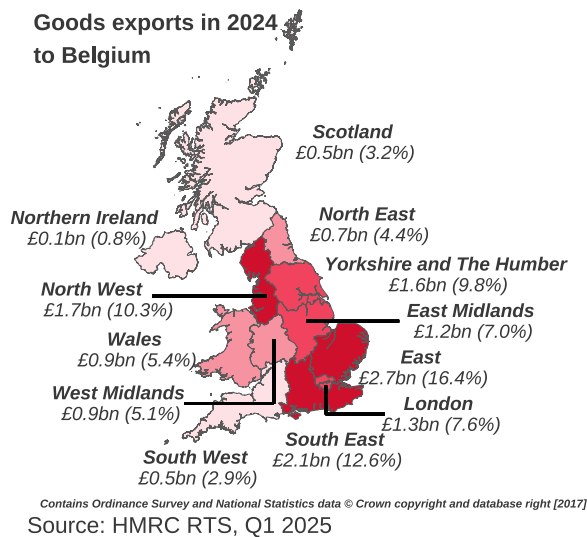 Goods exports in 2024
to Belgium
Scotland
£0.5bn (3.2%)
Northern Ireland
£0.1bn (0.8%)
North East
£0.7bn (4.4%)
Yorkshire and The Humber
£1.6bn (9.8%)
North West
£1.7bn (10.3%)
East Midlands
£1.2bn (7.0%)
Wales
£0.9bn (5.4%)
East
£2.7bn (16.4%)
West Midlands
£0.9bn (5.1%)
London
£1.3bn (7.6%)
South East
£2.1bn (12.6%)
South West
£0.5bn (2.9%)
Contains Ordinance Survey and National Statistics data © Crown copyright and database right [2017]
Source: HMRC RTS, Q1 2025